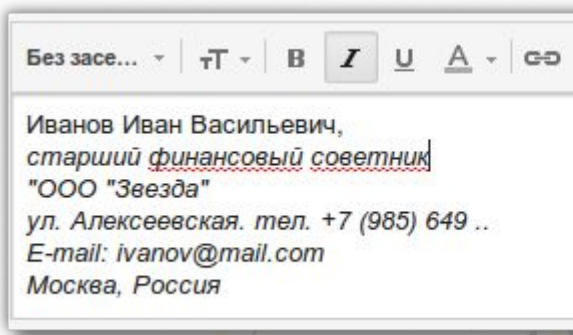 Без засе...
B I U A
Иванов Иван Васильевич,
старший финансовый советник
"ООО "Звезда"
ул. Алексеевская. тел. +7 (985) 649 ..
E-mail: ivanov@mail.com
Москва, Россия